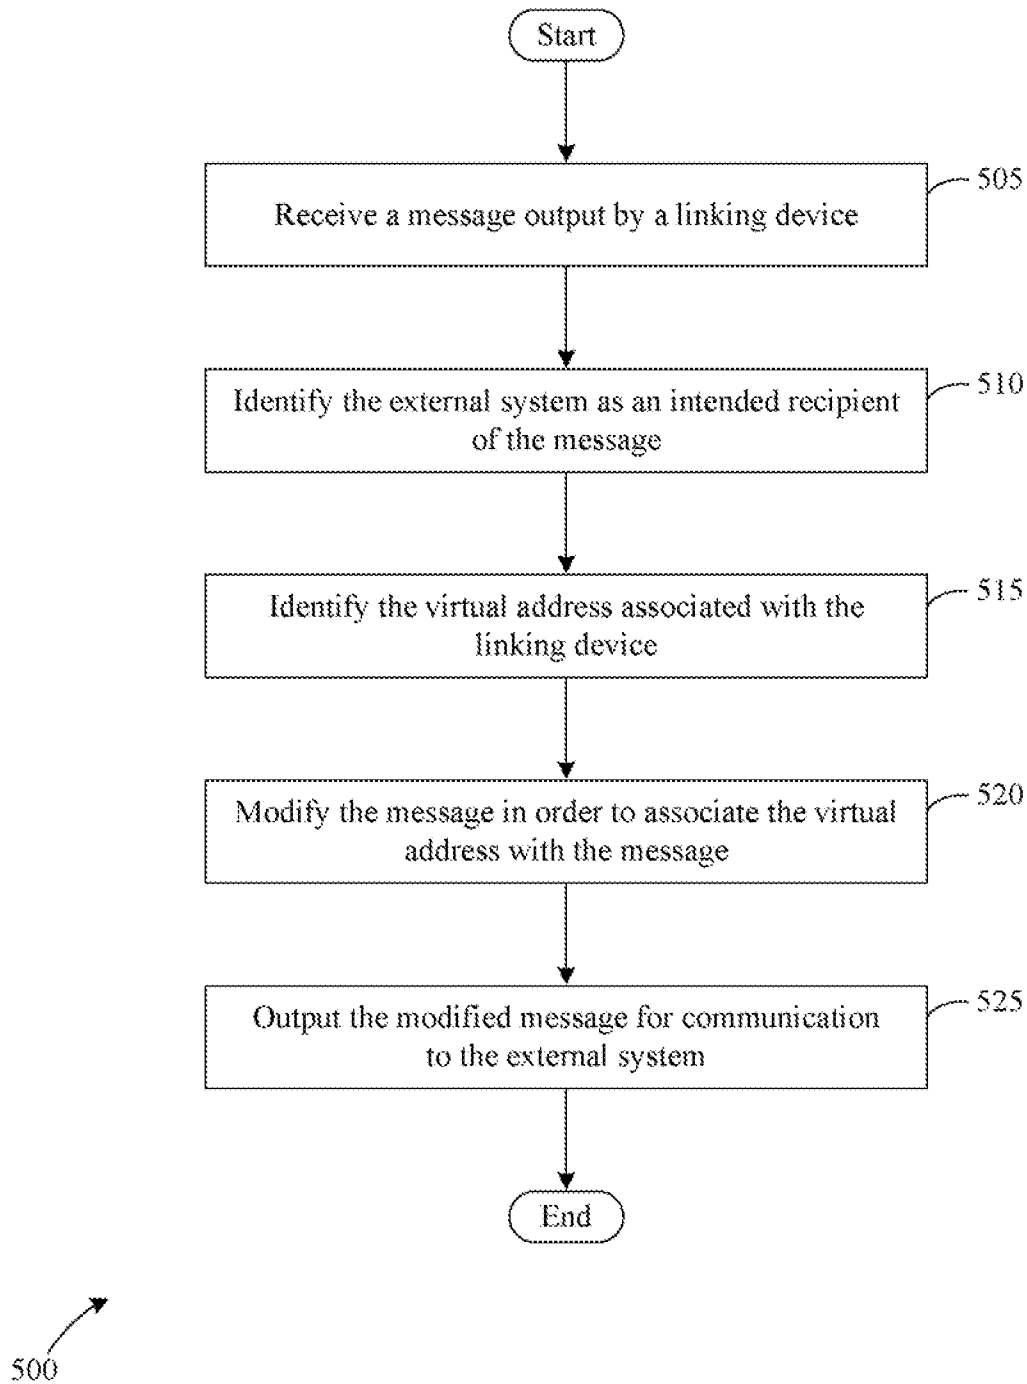 Start
505
Receive a message output by a linking device
510
Identify the external system as an intended recipient
of the message
515
Identify the virtual address associated with the
linking device
520
Modify the message in order to associate the virtual
address with the message
525
Output the modified message for communication
to the external system
End
500